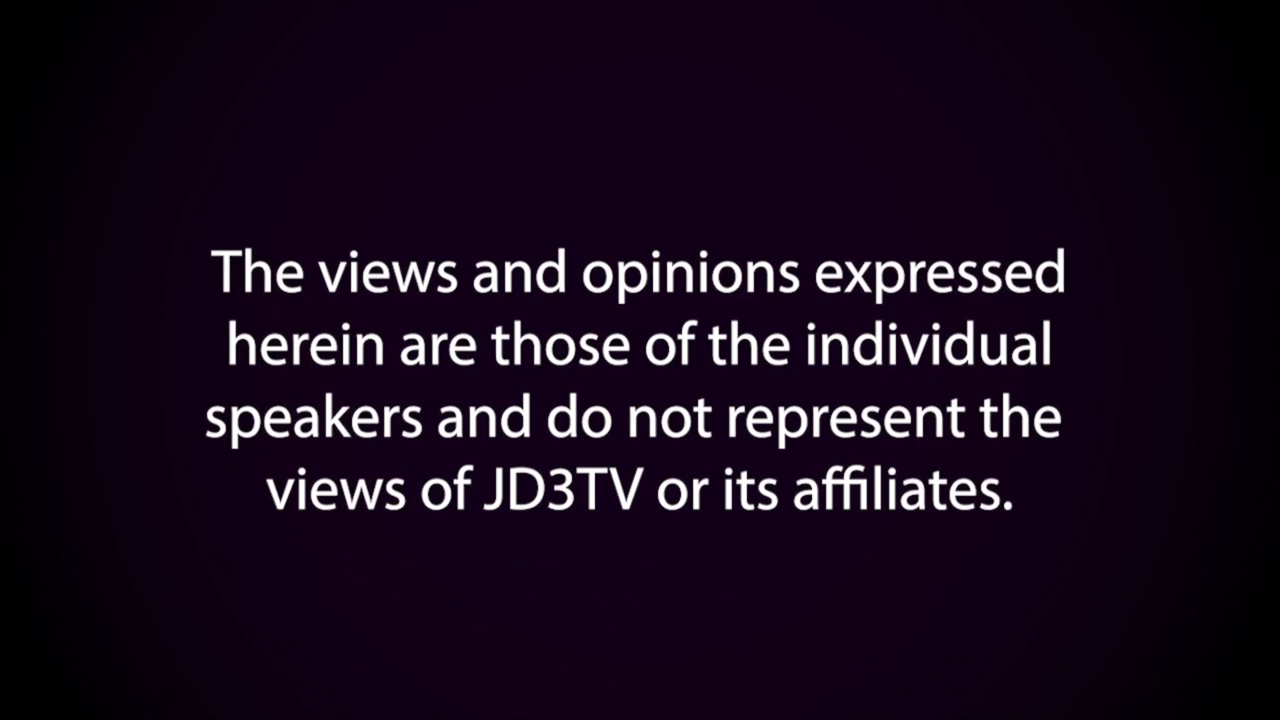 The views and opinions expressed
herein are those of the individual
speakers and do not represent the
views of JD3TV or its affiliates.